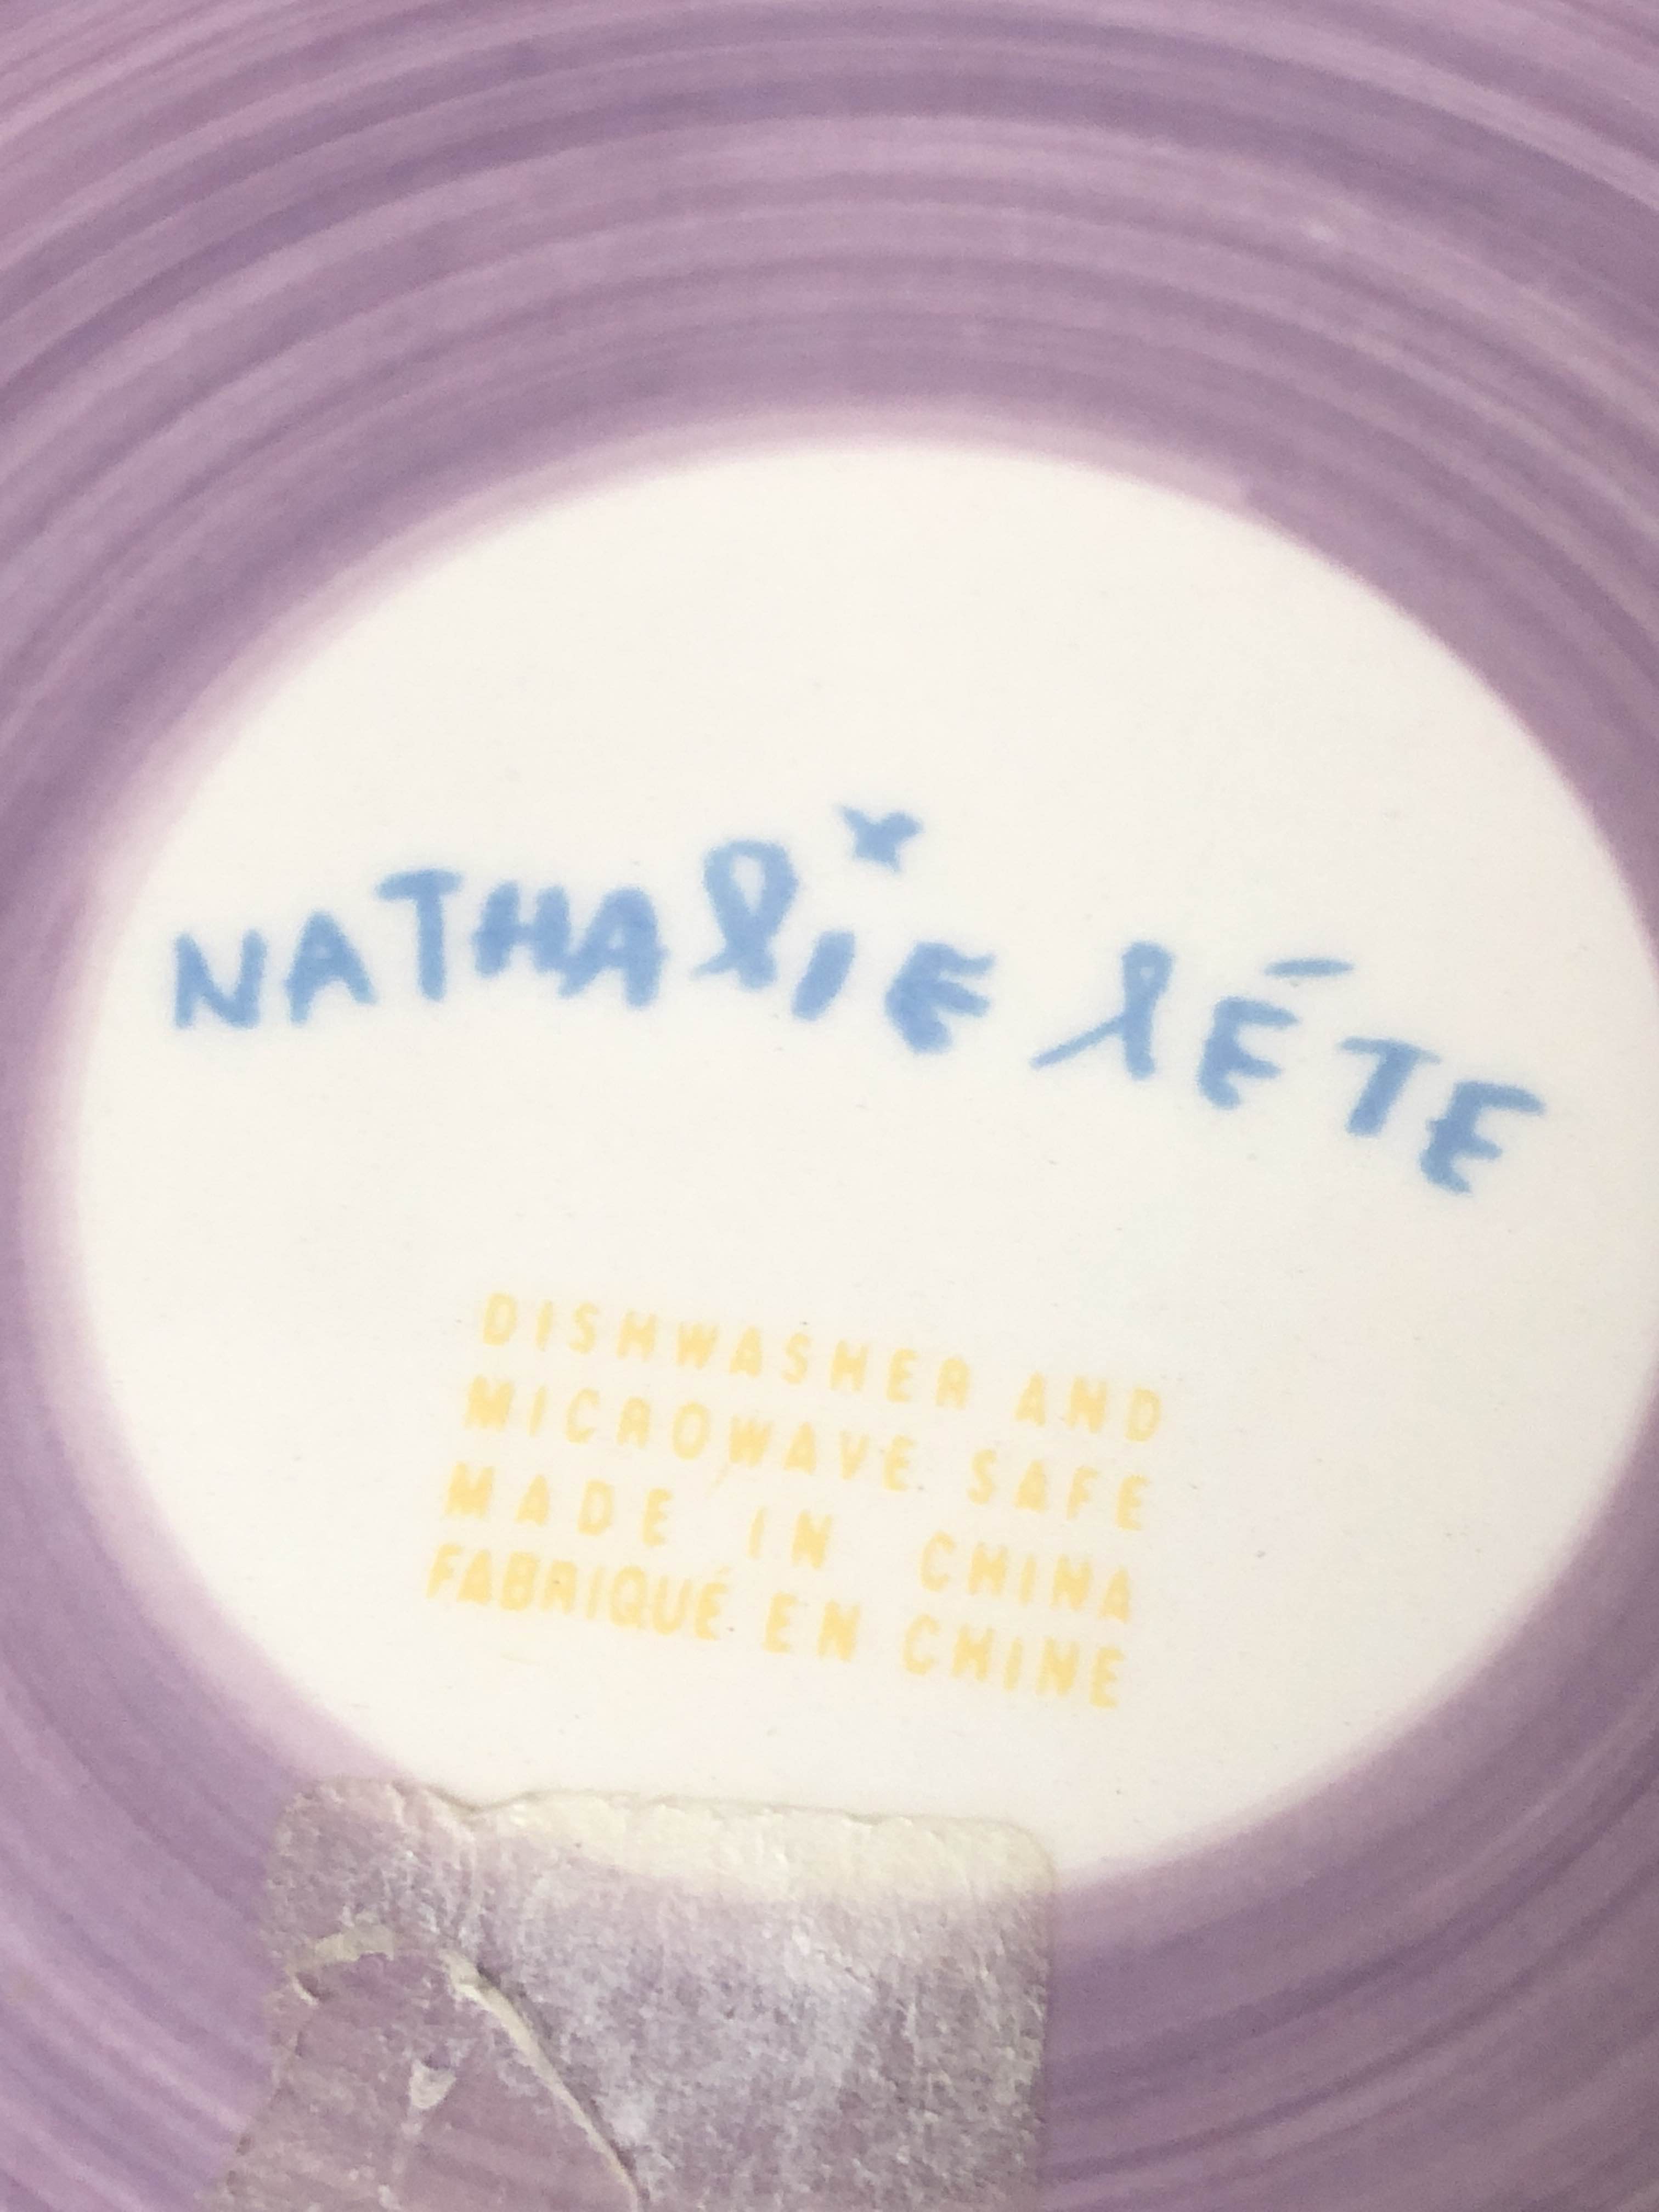 NATHALIE LÉTE
DISHWASHER AND
MICROWAVE SAFE
MADE IN CHINA
FABRIQUÉ EN CHINE